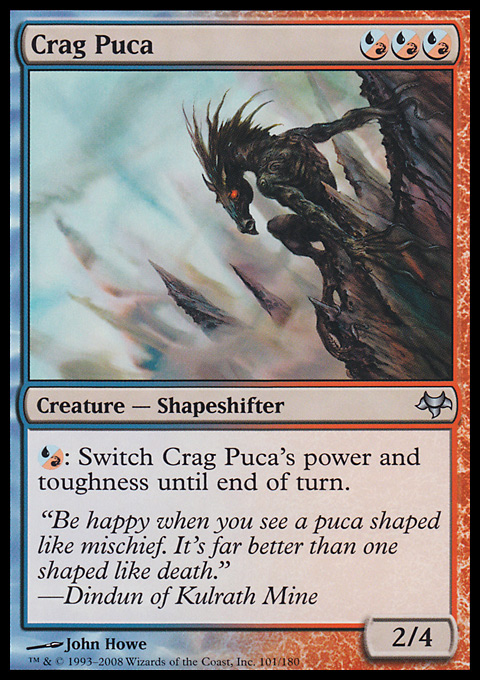 Crag Puca
Creature — Shapeshifter
: Switch Crag Puca's power and
toughness until end of turn.
“Be happy when you see a puca shaped
like mischief. It's far better than one
shaped like death.”
—Dindun of Kulrath Mine
John Howe
2/4
™ & © 1993–2008 Wizards of the Coast, Inc. 101/180